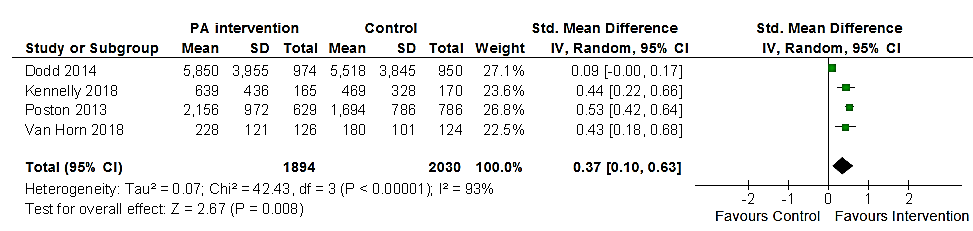 PA intervention Control Std. Mean Difference Std. Mean Difference
Study or Subgroup Mean SD Total Mean SD Total Weight IV, Random, 95% CI IV, Random, 95% CI
Dodd 2014 5,850 3,955 974 5,518 3,845 950 27.1% 0.09 [-0.00, 0.17]
Kennelly 2018 639 436 165 469 328 170 23.6% 0.44 [0.22, 0.66]
Poston 2013 2,156 972 629 1,694 786 786 26.8% 0.53 [0.42, 0.64]
Van Horn 2018 228 121 126 180 101 124 22.5% 0.43 [0.18, 0.68]
Total (95% CI) 1894 2030 100.0% 0.37 [0.10, 0.63]
Heterogeneity: Tau² = 0.07; Chi² = 42.43, df = 3 (P < 0.00001); I² = 93%
Test for overall effect: Z = 2.67 (P = 0.008)
-2 -1 0 1 2
Favours Control Favours Intervention